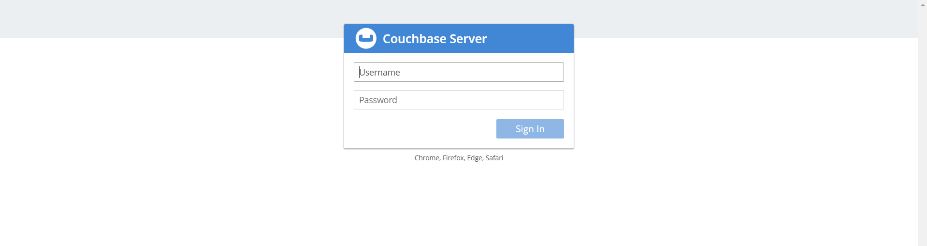 Couchbase Server
Username
Password
Sign In
Chrome, Firefox, Edge, Safari